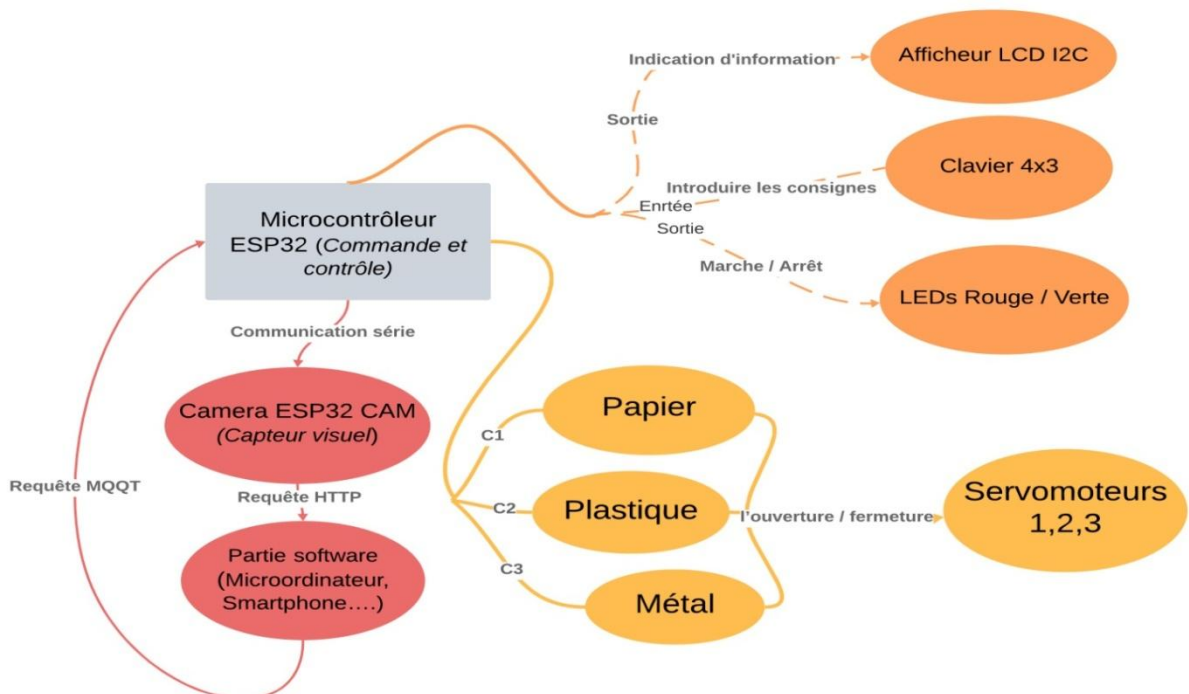 Indication d'information
Afficheur LCD I2C
Sortie
Clavier 4x3
Introduire les consignes
Enrtée
Sortie
Marche / Arrêt
LEDs Rouge / Verte
Microcontrôleur
ESP32 (Commande et
contrôle)
Communication série
Camera ESP32 CAM
(Capteur visuel)
Requête MQQT
Requête HTTP
Partie software
(Microordinateur,
Smartphone….)
C1
Papier
C2
Plastique
C3
Métal
l'ouverture / fermeture
Servomoteurs
1,2,3